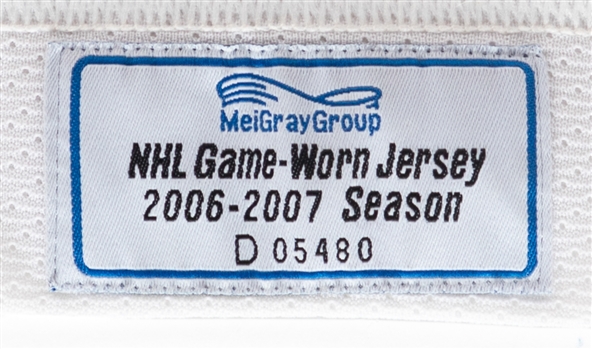 MeiGrayGroup
NHL Game-Worn Jersey
2006-2007 Season
D 05480